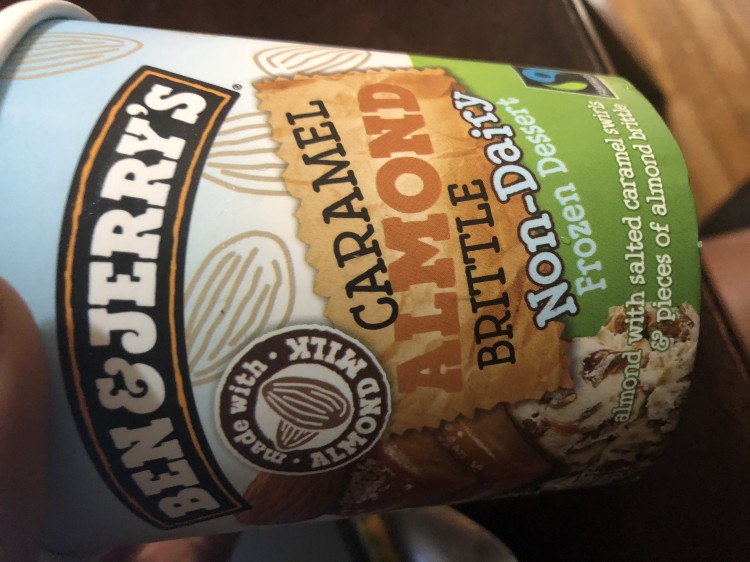 BEN & JERRY'S®
CARAMEL
ALMOND
BRITTLE
Non-Dairy
Frozen Dessert
almond with salted caramel swirls
& pieces of almond brittle
made with
ALMOND MILK